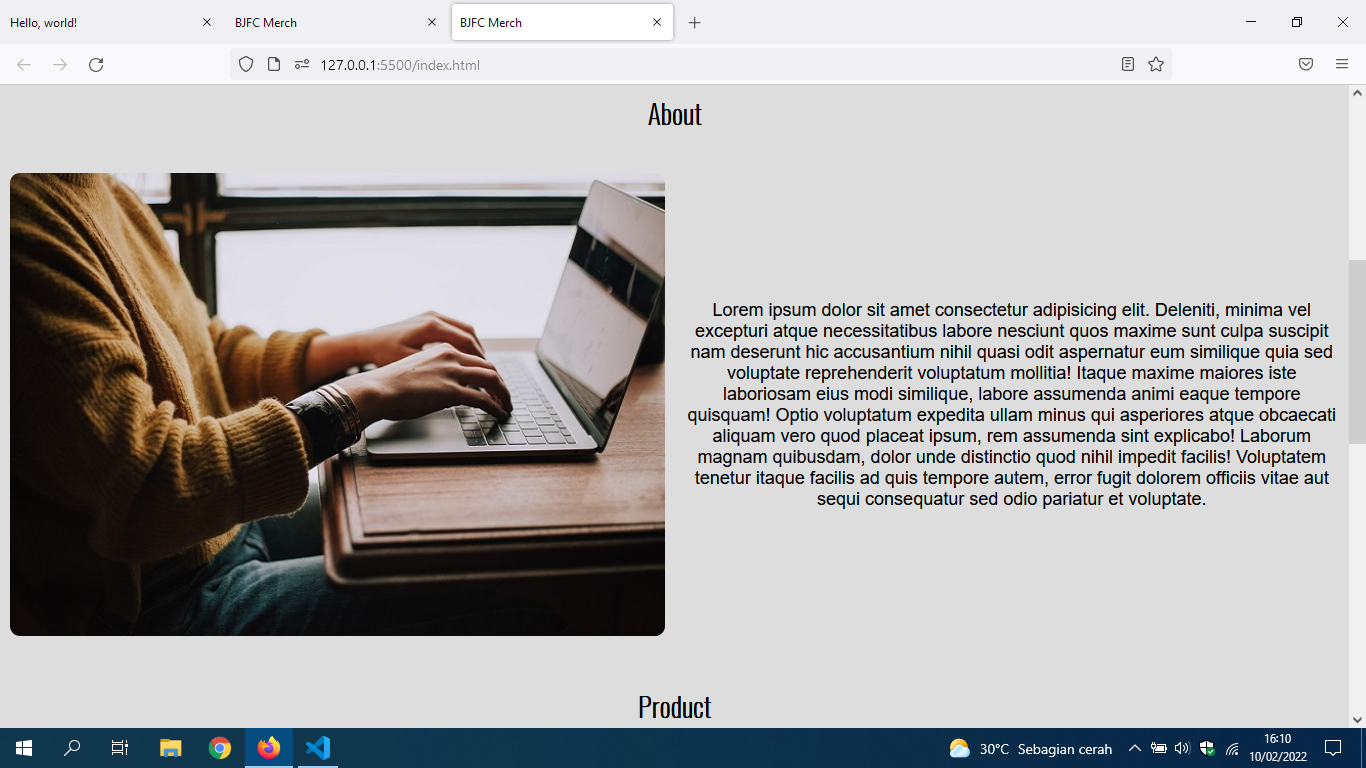 Hello, world!
BJFC Merch
BJFC Merch
127.0.0.1:5500/index.html
About
Lorem ipsum dolor sit amet consectetur adipisicing elit. Deleniti, minima vel
excepturi atque necessitatibus labore nesciunt quos maxime sunt culpa suscipit
nam deserunt hic accusantium nihil quasi odit aspernatur eum similique quia sed
voluptate reprehenderit voluptatum mollitia! Itaque maxime maiores iste
laboriosam eius modi similique, labore assumenda animi eaque tempore
quisquam! Optio voluptatum expedita ullam minus qui asperiores atque obcaecati
aliquam vero quod placeat ipsum, rem assumenda sint explicabo! Laborum
magnam quibusdam, dolor unde distinctio quod nihil impedit facilis! Voluptatem
tenetur itaque facilis ad quis tempore autem, error fugit dolorem officiis vitae aut
sequi consequatur sed odio pariatur et voluptate.
Product
30°C Sebagian cerah
16:10
10/02/2022